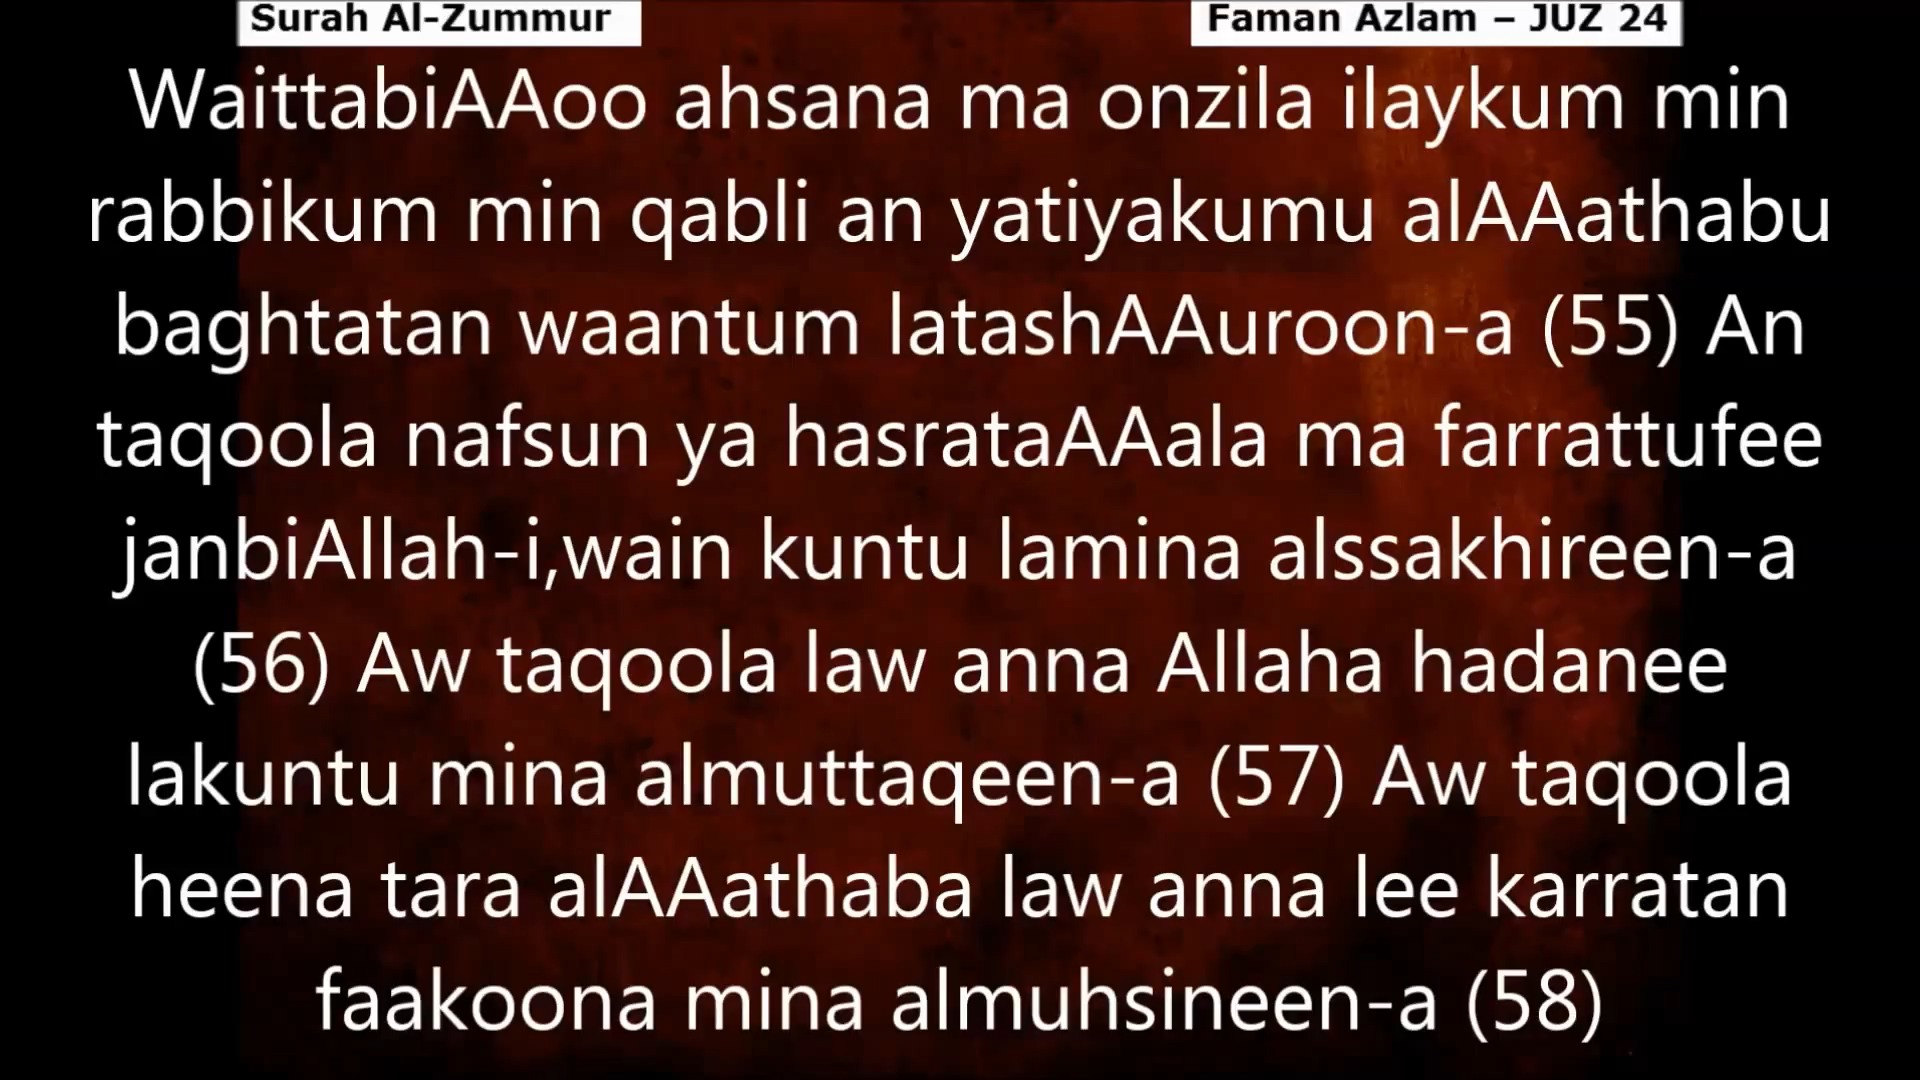 Surah Al-Zummur
Faman Azlam – JUZ 24
WaittabiAAoo ahsana ma onzila ilaykum min
rabbikum min qabli an yatiyakumu alAAathabu
baghtatan waantum latashAAuroon-a (55) An
taqoola nafsun ya hasrataAAala ma farrattufee
janbiAllah-i,wain kuntu lamina alssakhireen-a
(56) Aw taqoola law anna Allaha hadanee
lakuntu mina almuttaqeen-a (57) Aw taqoola
heena tara alAAathaba law anna lee karratan
faakoona mina almuhsineen-a (58)